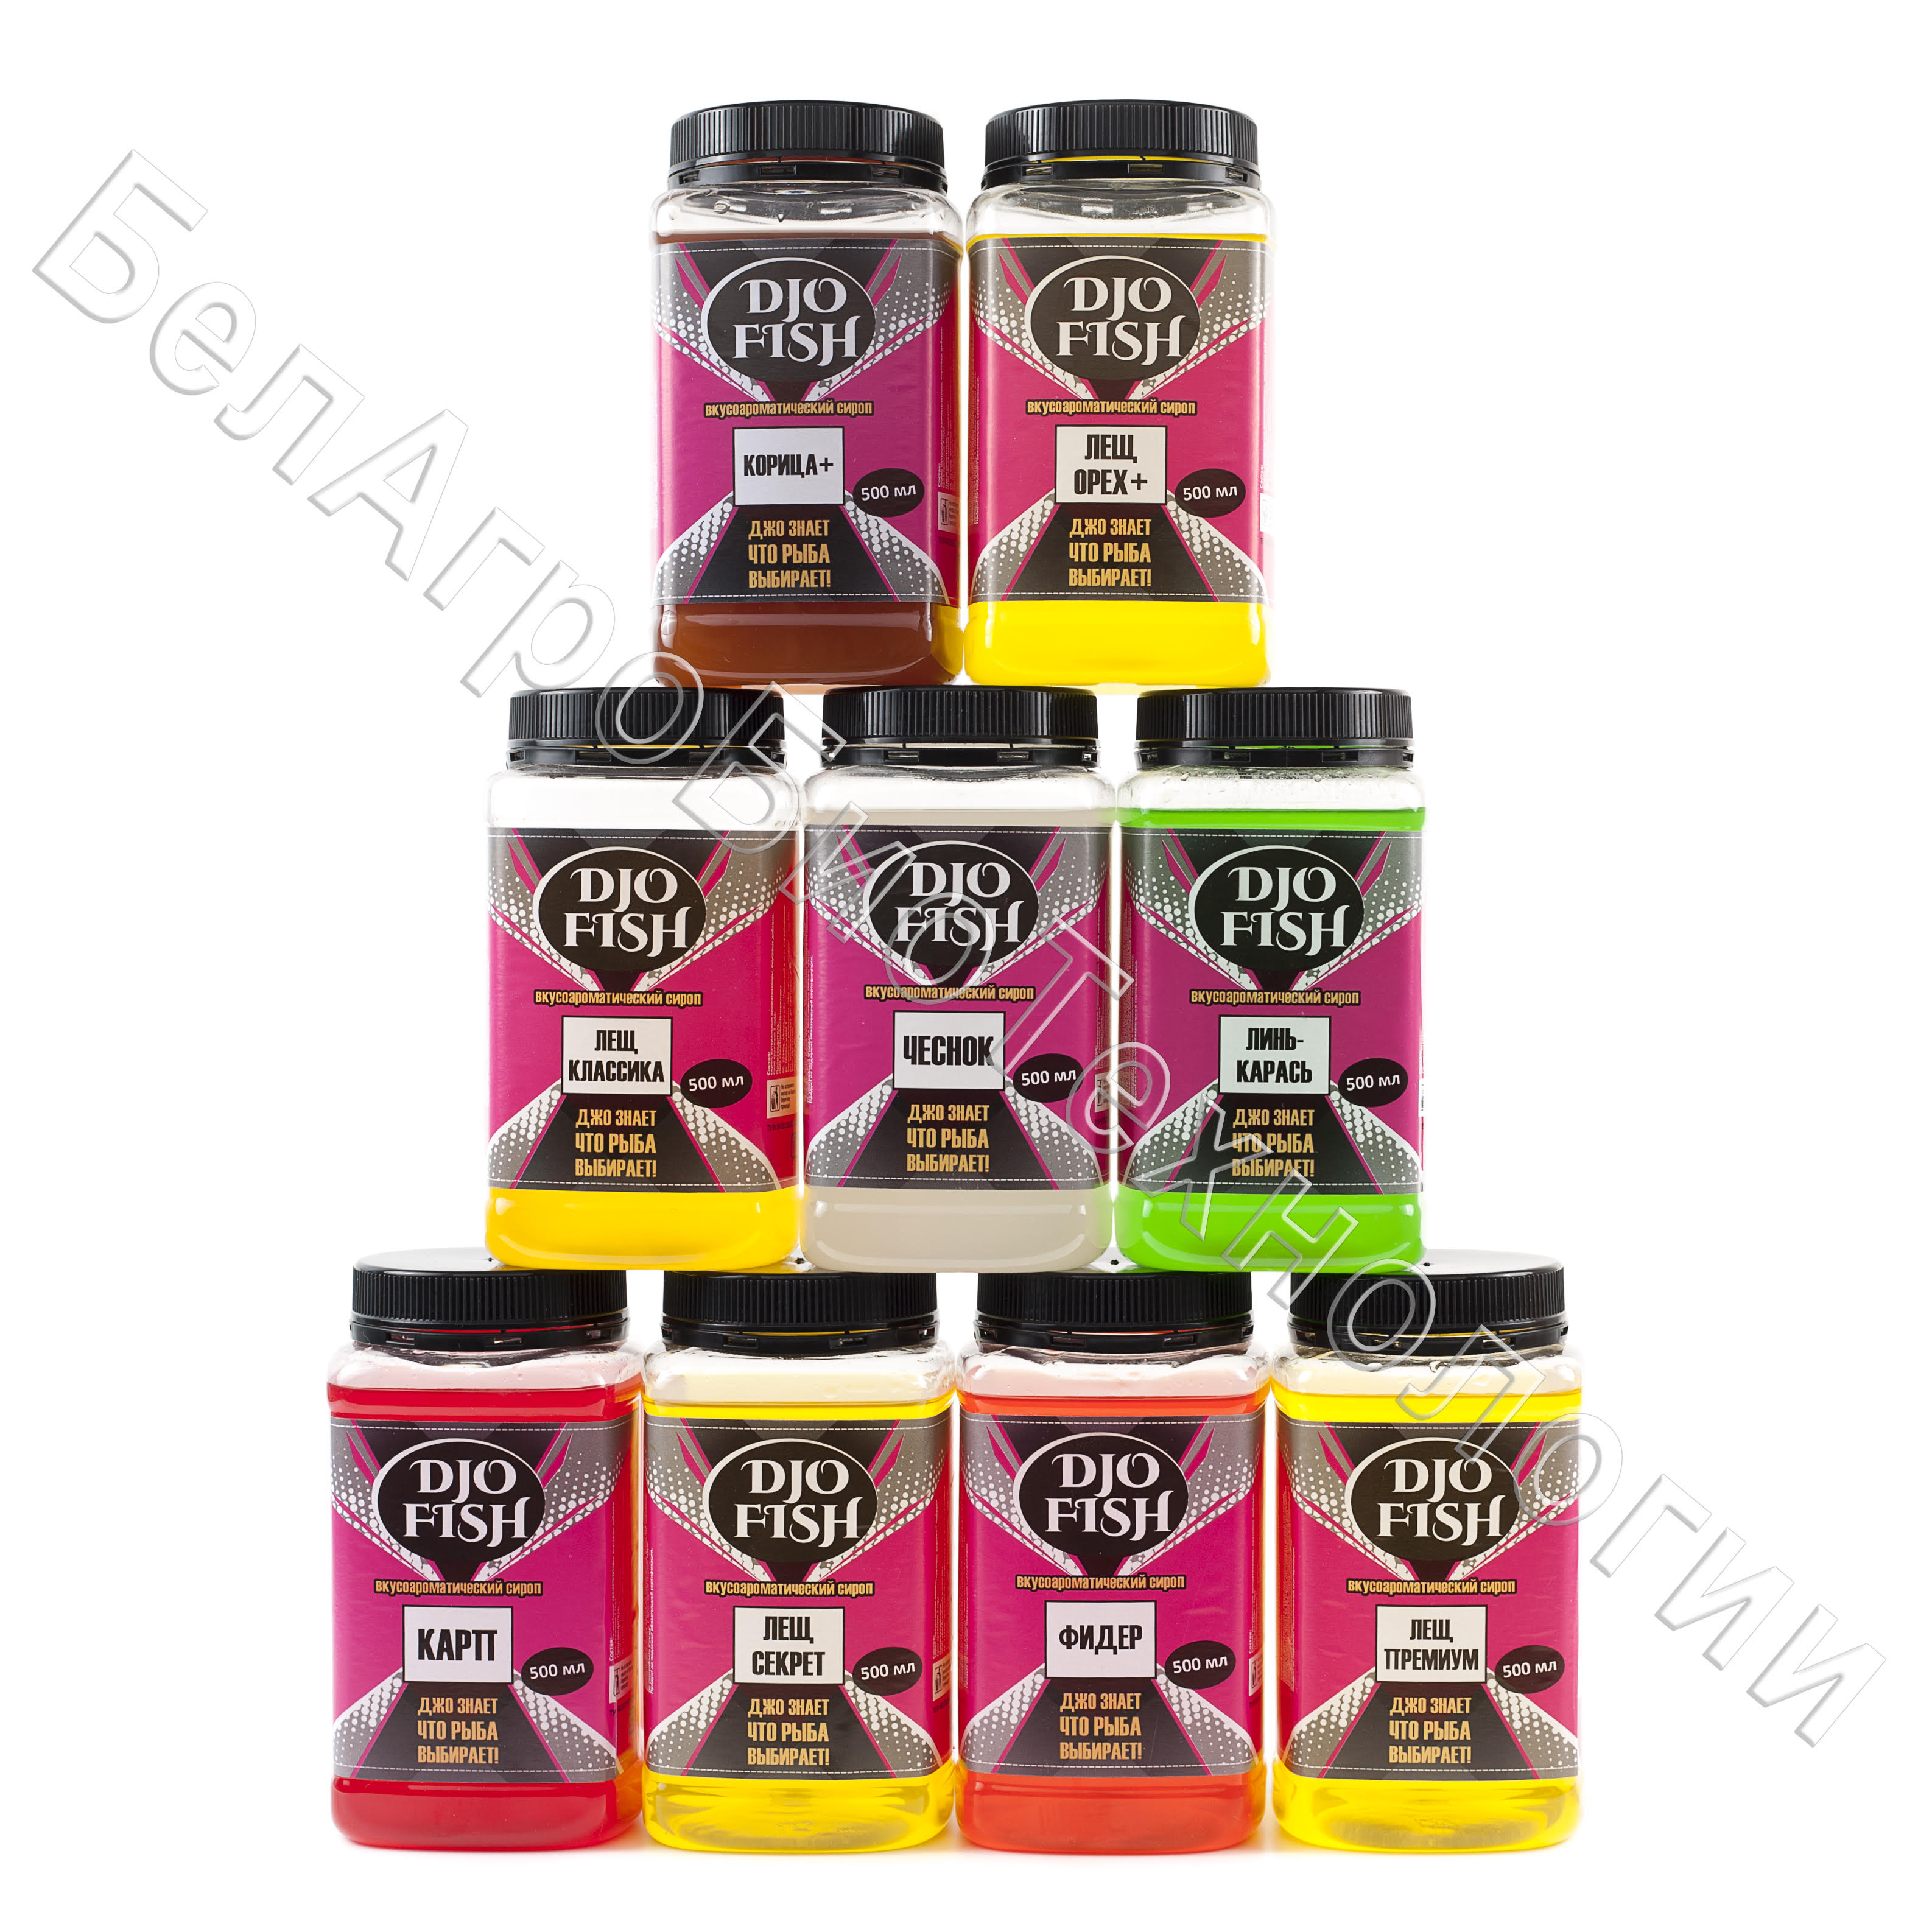 DJO
FISH
вкусоароматический сироп
КОРИЦА+
500 мл
ДЖО ЗНАЕТ
ЧТО РЫБА
ВЫБИРАЕТ!
DJO
FISH
вкусоароматический сироп
ЛЕЩ
ОРЕХ+
500 мл
ДЖО ЗНАЕТ
ЧТО РЫБА
ВЫБИРАЕТ!
DJO
FISH
вкусоароматический сироп
ЛЕЩ
КЛАССИКА
500 мл
ДЖО ЗНАЕТ
ЧТО РЫБА
ВЫБИРАЕТ!
DJO
FISH
вкусоароматический сироп
ЧЕСНОК
500 мл
ДЖО ЗНАЕТ
ЧТО РЫБА
ВЫБИРАЕТ!
DJO
FISH
вкусоароматический сироп
ЛИНЬ-
КАРАСЬ
500 мл
ДЖО ЗНАЕТ
ЧТО РЫБА
ВЫБИРАЕТ!
DJO
FISH
вкусоароматический сироп
КАРП
500 мл
ДЖО ЗНАЕТ
ЧТО РЫБА
ВЫБИРАЕТ!
DJO
FISH
вкусоароматический сироп
ЛЕЩ
СЕКРЕТ
500 мл
ДЖО ЗНАЕТ
ЧТО РЫБА
ВЫБИРАЕТ!
DJO
FISH
вкусоароматический сироп
ФИДЕР
500 мл
ДЖО ЗНАЕТ
ЧТО РЫБА
ВЫБИРАЕТ!
DJO
FISH
вкусоароматический сироп
ЛЕЩ
ПРЕМИУМ
500 мл
ДЖО ЗНАЕТ
ЧТО РЫБА
ВЫБИРАЕТ!
БелАгроБиоТехнологии